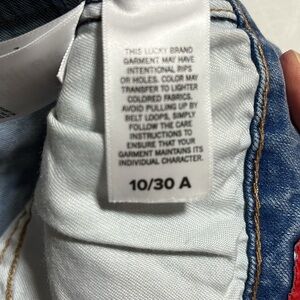 THIS LUCKY BRAND
GARMENT MAY HAVE
INTENTIONAL RIPS
OR HOLES. COLOR MAY
TRANSFER TO LIGHTER
COLORED FABRICS.
AVOID PULLING UP BY
BELT LOOPS, SIMPLY
FOLLOW THE CARE
INSTRUCTIONS TO
ENSURE THAT YOUR
GARMENT MAINTAINS ITS
INDIVIDUAL CHARACTER.
10/30 A